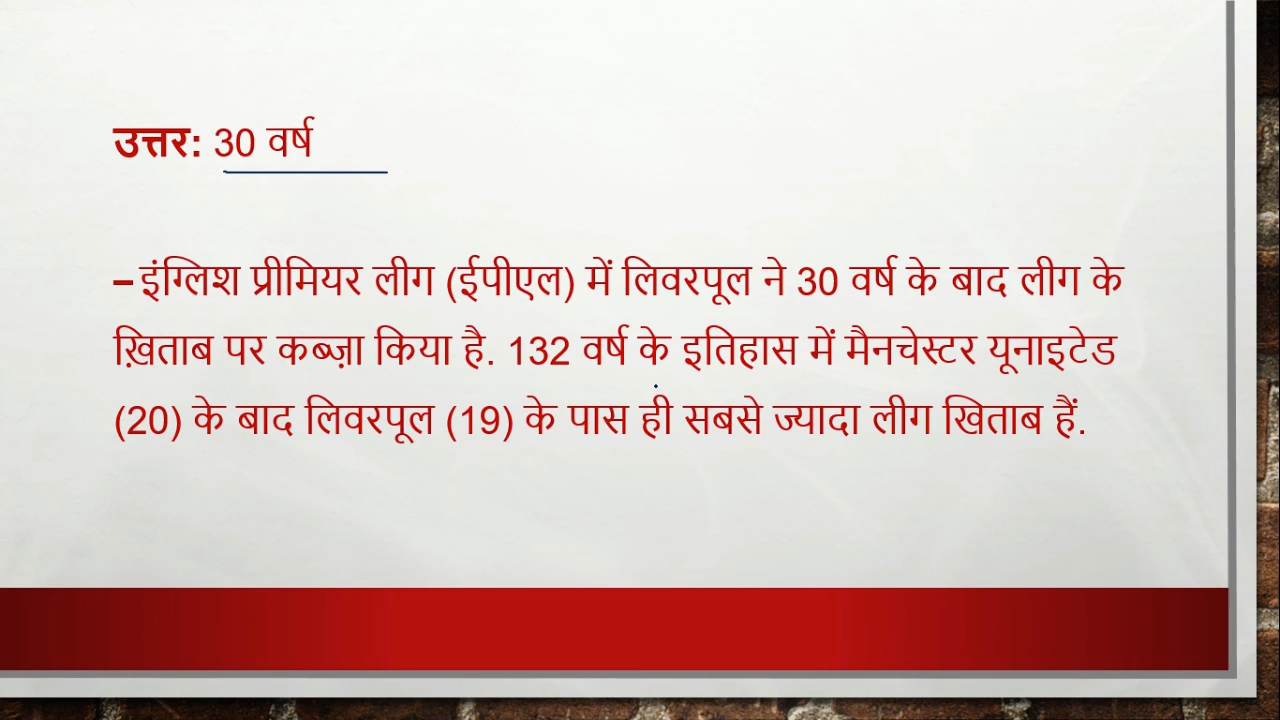 उत्तर: 30 वर्ष
– इंग्लिश प्रीमियर लीग (ईपीएल) में लिवरपूल ने 30 वर्ष के बाद लीग के
ख़िताब पर कब्ज़ा किया है. 132 वर्ष के इतिहास में मैनचेस्टर यूनाइटेड
(20) के बाद लिवरपूल (19) के पास ही सबसे ज्यादा लीग खिताब हैं.